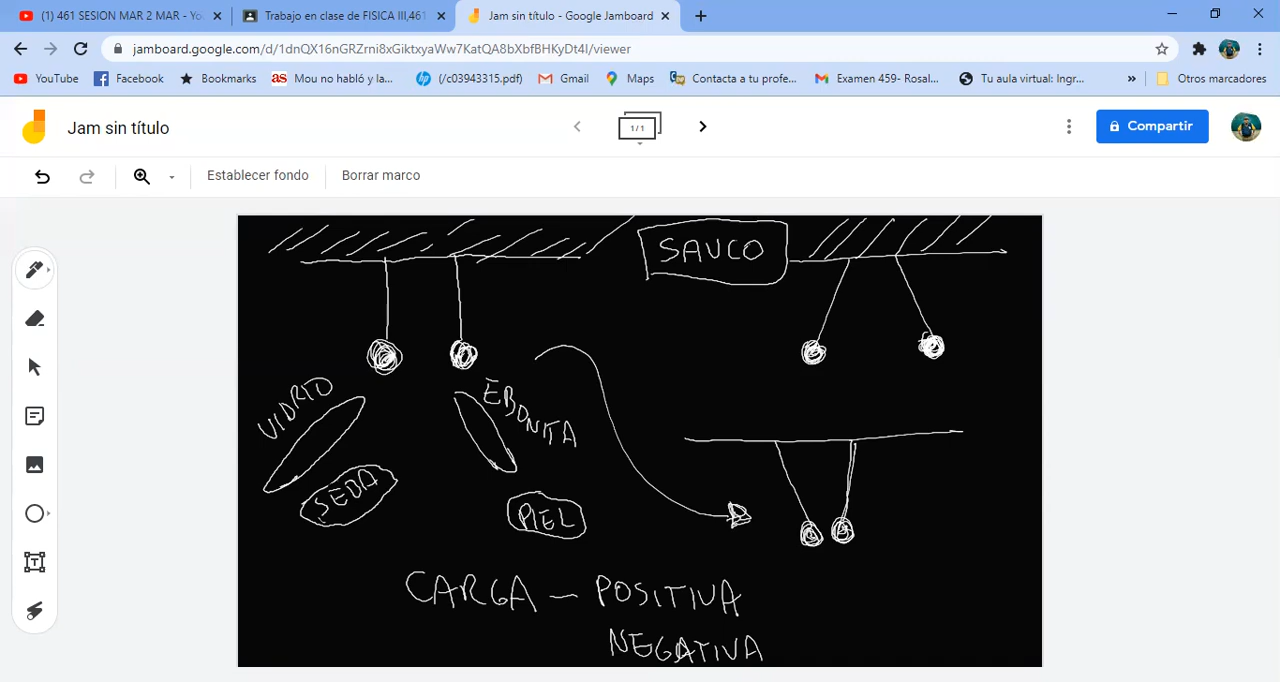 (1) 461 SESION MAR 2 MAR - Yo
Trabajo en clase de FISICA III,461
Jam sin título - Google Jamboard
jamboard.google.com/d/1dnQX16nGRZrni8xGiktxyaWw7KatQA8bXbfBHKyDt4I/viewer
YouTube
Facebook
Bookmarks
as Mou no habló y la...
hp (/c03943315.pdf)
Gmail
Maps
Contacta a tu profe...
Examen 459- Rosal...
Tu aula virtual: Ingr...
»
Otros marcadores
Jam sin título
1/1
Compartir
Establecer fondo
Borrar marco
SAUCO
VIDRIO
EBONITA
SEDA
PIEL
CARGA - POSITIVA
NEGATIVA